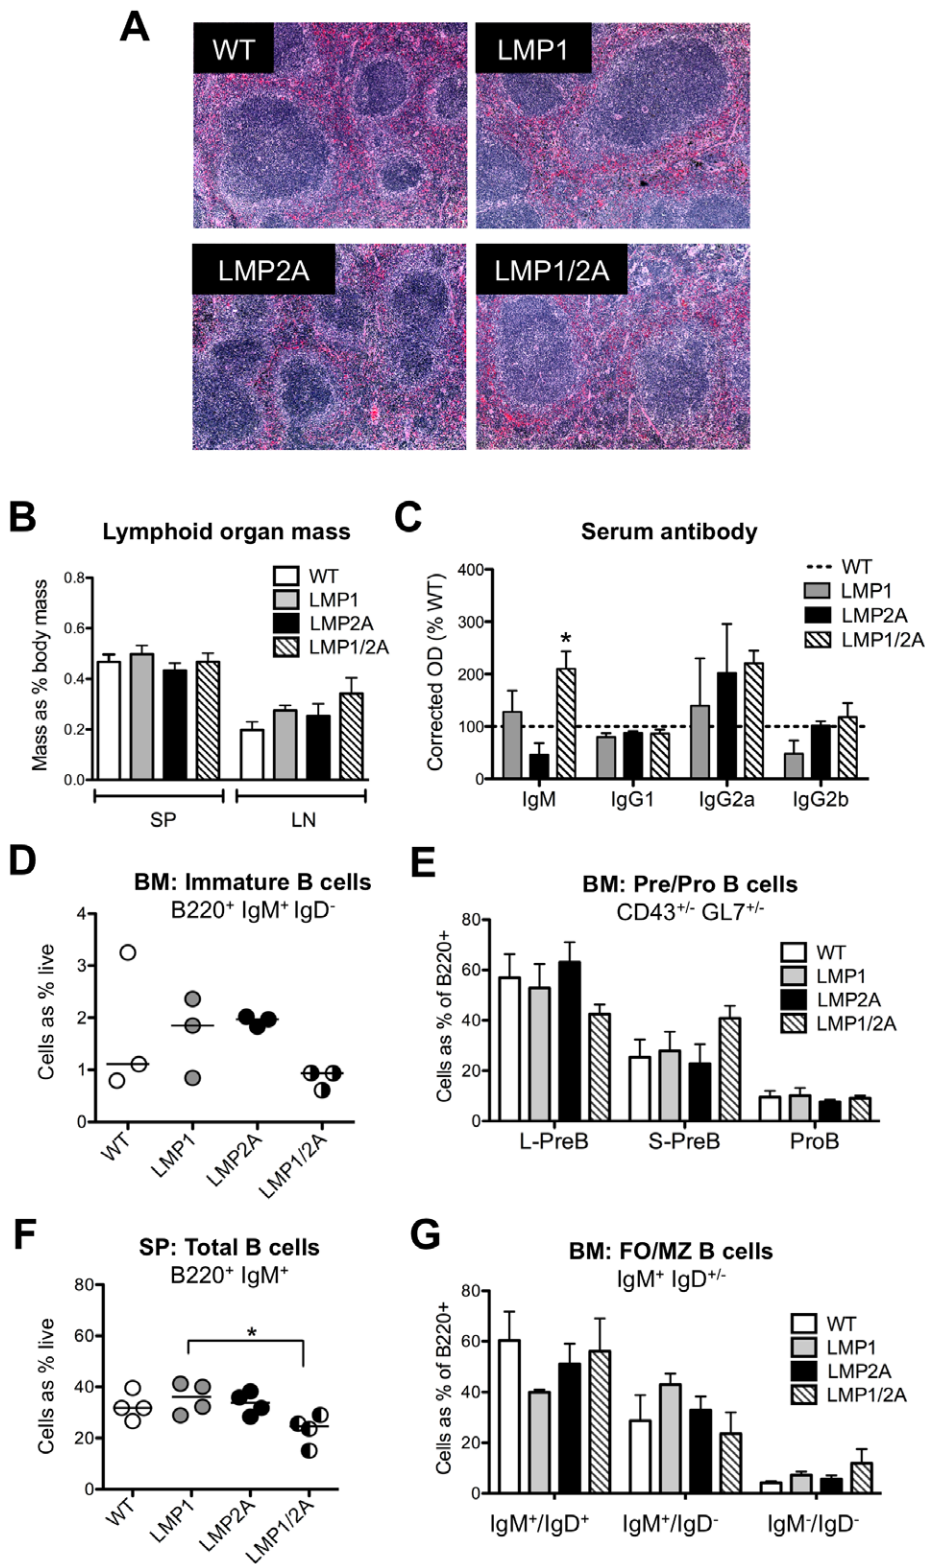 A
WT
LMP1
LMP2A
LMP1/2A
B
Lymphoid organ mass
Mass as % body mass
0.8
0.6
0.4
0.2
0.0
WT
LMP1
LMP2A
LMP1/2A
SP
LN
C
Serum antibody
Corrected OD (% WT)
400
300
200
100
0
WT
LMP1
LMP2A
LMP1/2A
*
IgM
IgG1
IgG2a
IgG2b
D
BM: Immature B cells
B220⁺ IgM⁺ IgD⁻
Cells as % live
4
3
2
1
0
WT
LMP1
LMP2A
LMP1/2A
E
BM: Pre/Pro B cells
CD43⁺/⁻ GL7⁺/⁻
Cells as % of B220+
80
60
40
20
0
WT
LMP1
LMP2A
LMP1/2A
L-PreB
S-PreB
ProB
F
SP: Total B cells
B220⁺ IgM⁺
Cells as % live
80
60
40
20
0
*
WT
LMP1
LMP2A
LMP1/2A
G
BM: FO/MZ B cells
IgM⁺ IgD⁺/⁻
Cells as % of B220+
80
60
40
20
0
WT
LMP1
LMP2A
LMP1/2A
IgM⁺/IgD⁺
IgM⁺/IgD⁻
IgM⁻/IgD⁻